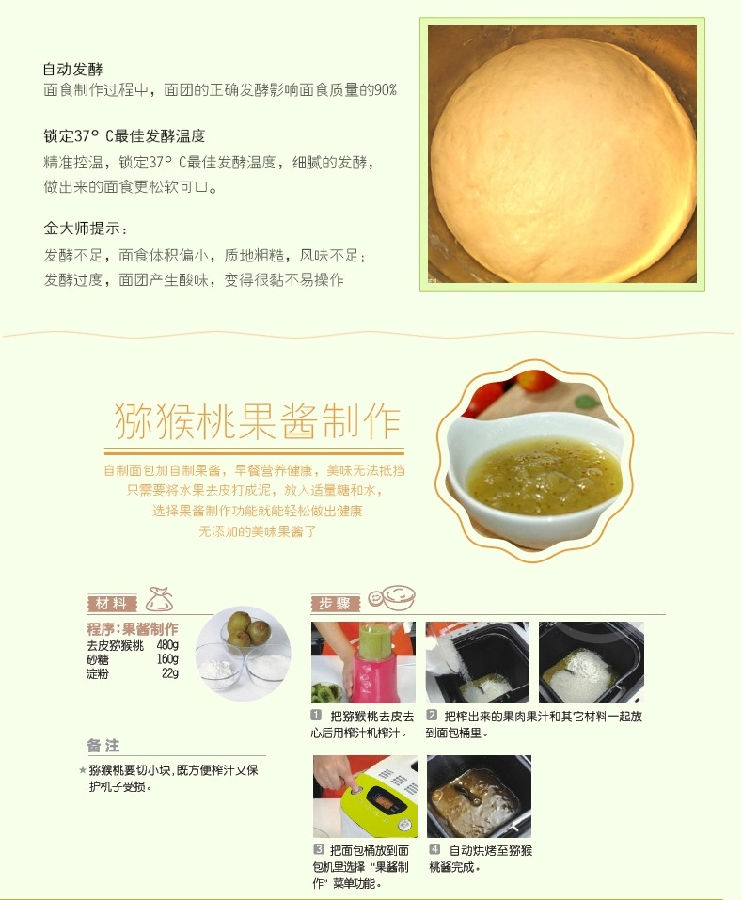 自动发酵
面食制作过程中，面团的正确发酵影响面食质量的90%
锁定37° C最佳发酵温度
精准控温，锁定37° C最佳发酵温度，细腻的发酵，
做出来的面食更松软可口。
金大师提示：
发酵不足，面食体积偏小，质地粗糙，风味不足；
发酵过度，面团产生酸味，变得很黏不易操作
猕猴桃果酱制作
自制面包加自制果酱，早餐营养健康，美味无法抵挡
只需要将水果去皮打成泥，放入适量糖和水，
选择果酱制作功能就能轻松做出健康
无添加的美味果酱了
材料
程序:果酱制作
去皮猕猴桃 480g
砂糖 160g
淀粉 22g
备注
★猕猴桃要切小块,既方便榨汁又保
护机子受损。
步骤
1 把猕猴桃去皮去
心后用榨汁机榨汁。
2 把榨出来的果肉果汁和其它材料一起放
到面包桶里。
3 把面包桶放到面
包机里选择“果酱制
作”菜单功能。
4 自动烘烤至猕猴
桃酱完成。